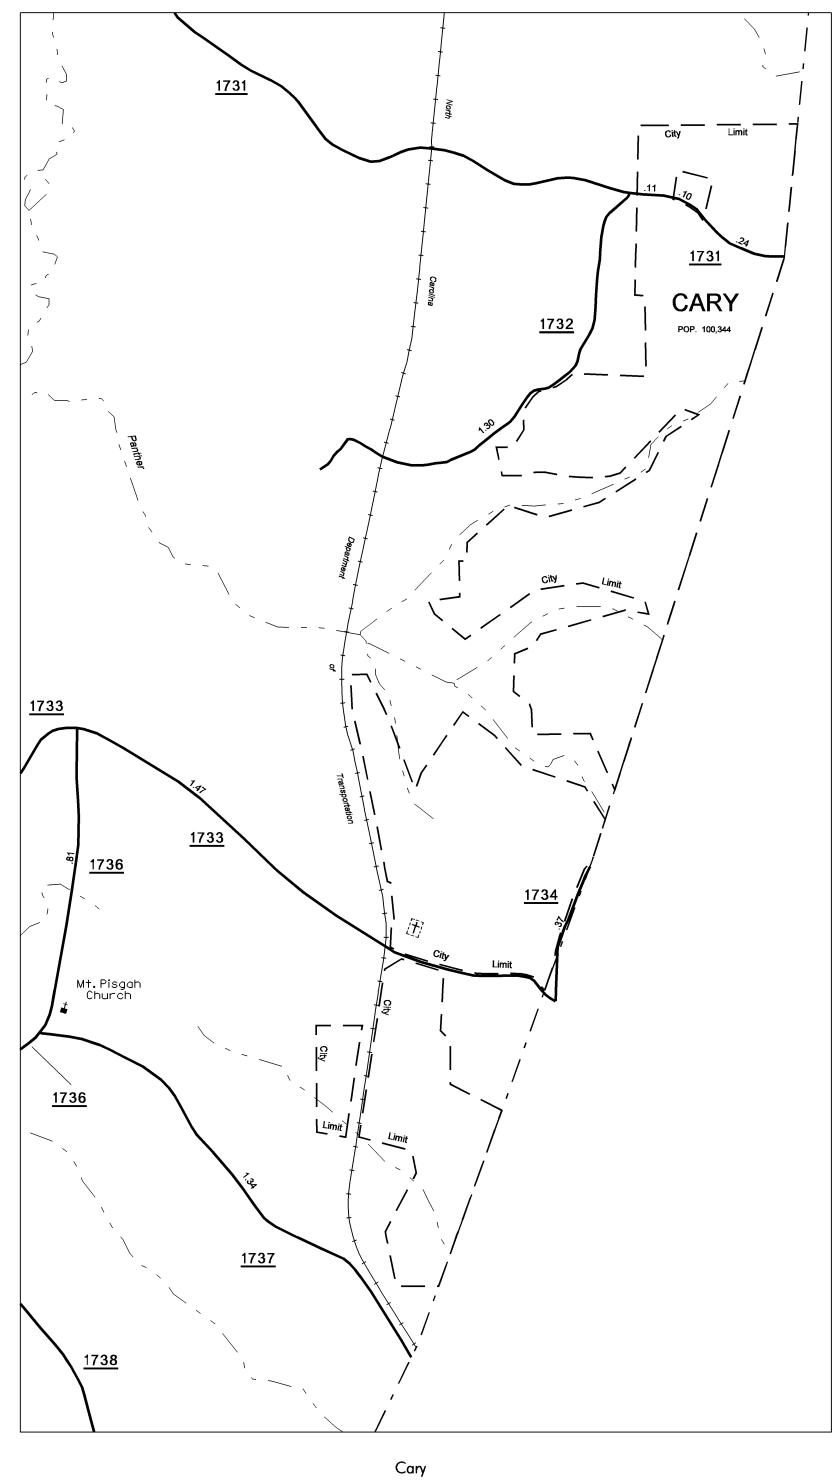 1731
North
City Limit
.11
.10
.24
1731
Carolina
CARY
POP. 100,344
1732
1.30
Panther
Department
City Limit
of
1733
1.47
Transportation
1733
.81
1736
1734
.37
City Limit
Mt. Pisgah
Church
City
City
1736
Limit
Limit
1.34
1737
1738
Cary